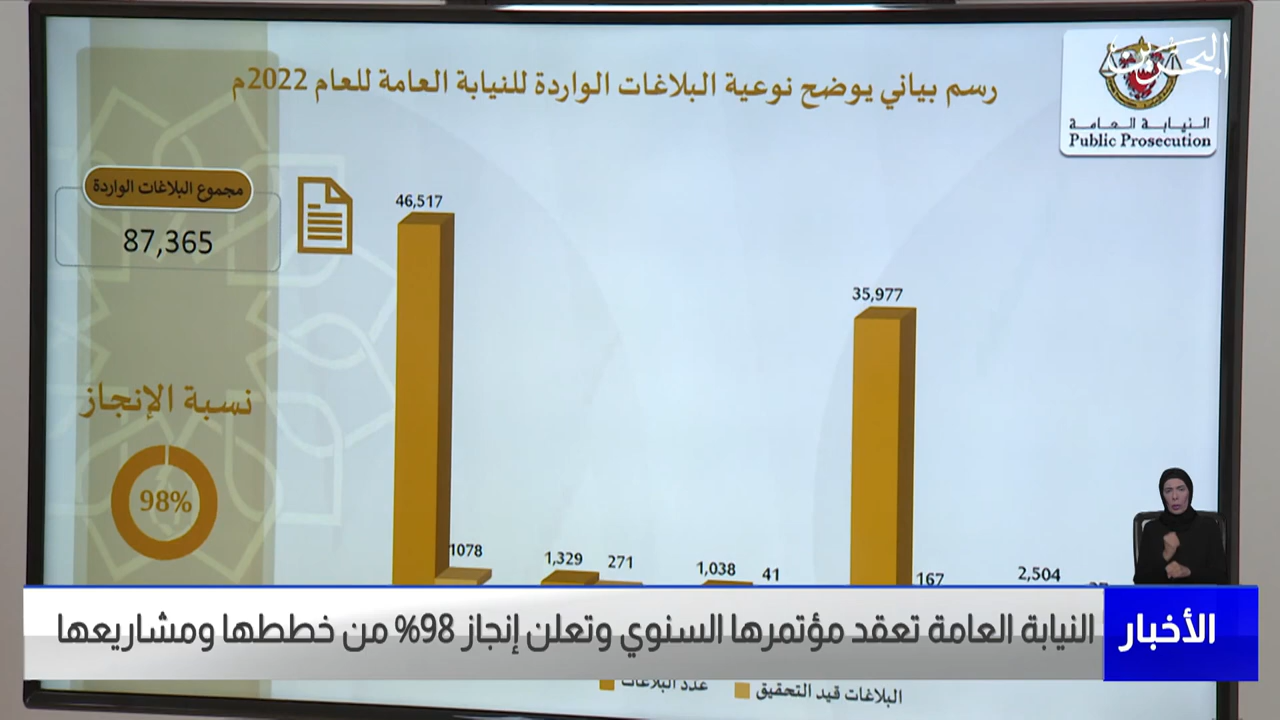 البحرين
رسم بياني يوضح نوعية البلاغات الواردة للنيابة العامة للعام 2022م
النيابة العامة
Public Prosecution
مجموع البلاغات الواردة
87,365
نسبة الإنجاز
98%
46,517
1078
1,329
271
1,038
41
35,977
167
2,504
الأخبار
النيابة العامة تعقد مؤتمرها السنوي وتعلن إنجاز 98% من خططها ومشاريعها
عدد البلاغات
البلاغات قيد التحقيق